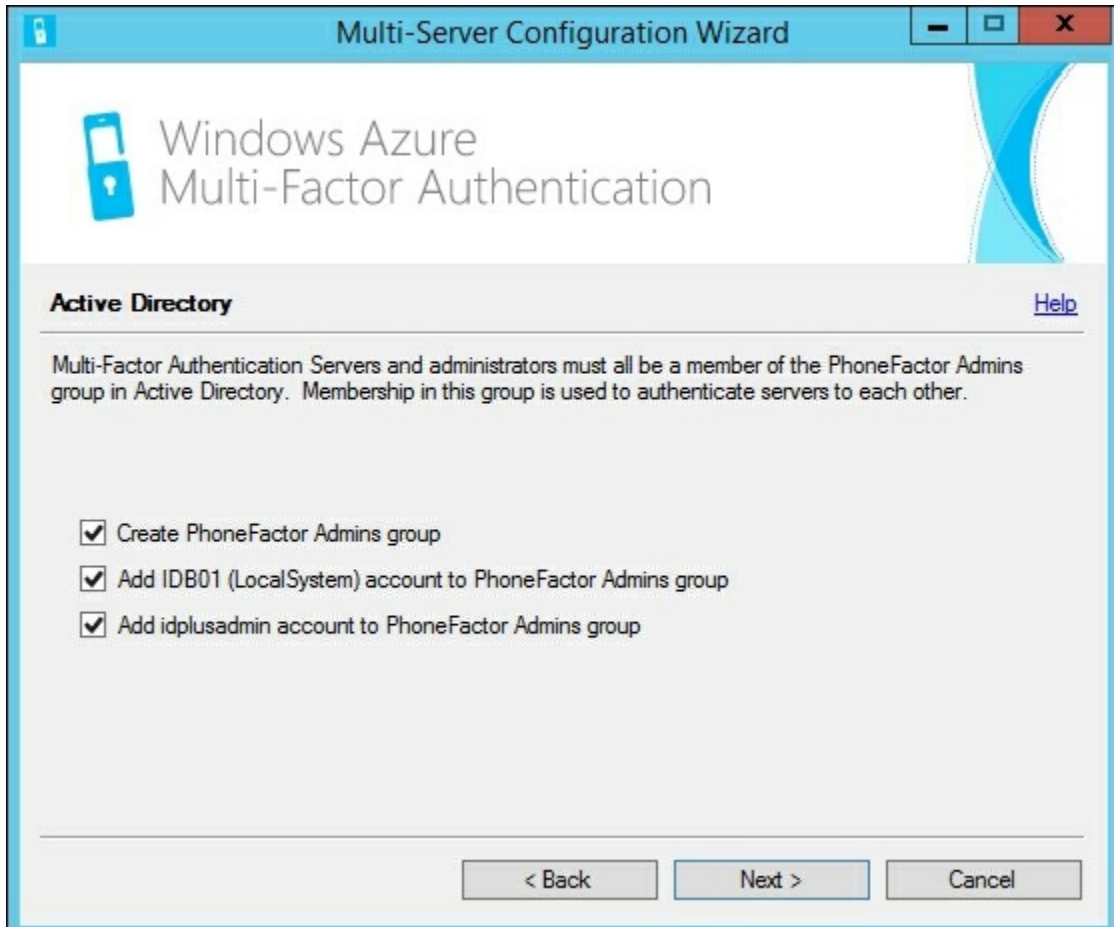 Multi-Server Configuration Wizard
X
Windows Azure
Multi-Factor Authentication
Active Directory
Help
Multi-Factor Authentication Servers and administrators must all be a member of the PhoneFactor Admins
group in Active Directory.  Membership in this group is used to authenticate servers to each other.
Create PhoneFactor Admins group
Add IDB01 (LocalSystem) account to PhoneFactor Admins group
Add idplusadmin account to PhoneFactor Admins group
< Back
Next >
Cancel